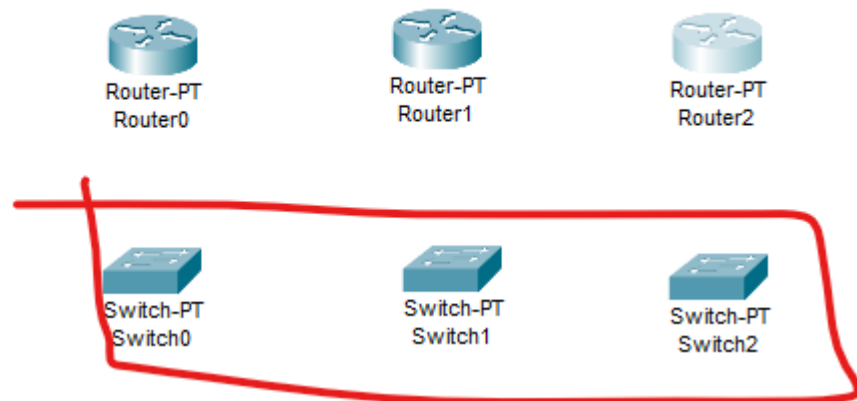 Router-PT
Router0
Router-PT
Router1
Router-PT
Router2
Switch-PT
Switch0
Switch-PT
Switch1
Switch-PT
Switch2